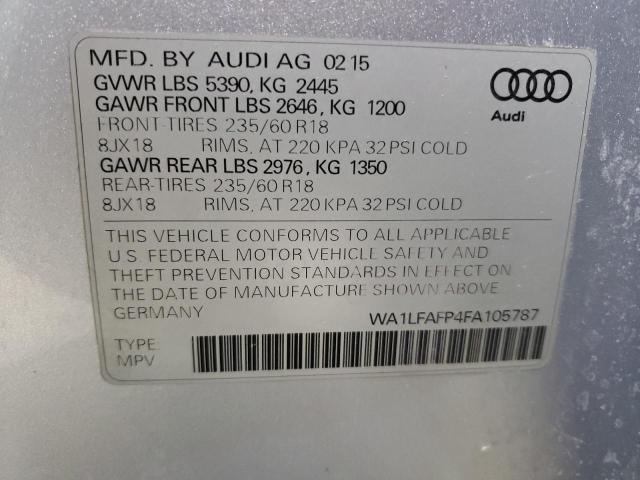 MFD. BY AUDI AG 02 15
GVWR LBS 5390, KG 2445
GAWR FRONT LBS 2646, KG 1200
FRONT-TIRES 235/60 R18
8JX18 RIMS, AT 220 KPA 32 PSI COLD
GAWR REAR LBS 2976, KG 1350
REAR-TIRES 235/60 R18
8JX18 RIMS, AT 220 KPA 32 PSI COLD
Audi
THIS VEHICLE CONFORMS TO ALL APPLICABLE
U.S. FEDERAL MOTOR VEHICLE SAFETY AND
THEFT PREVENTION STANDARDS IN EFFECT ON
THE DATE OF MANUFACTURE SHOWN ABOVE
GERMANY WA1LFAFP4FA105787
TYPE:
MPV